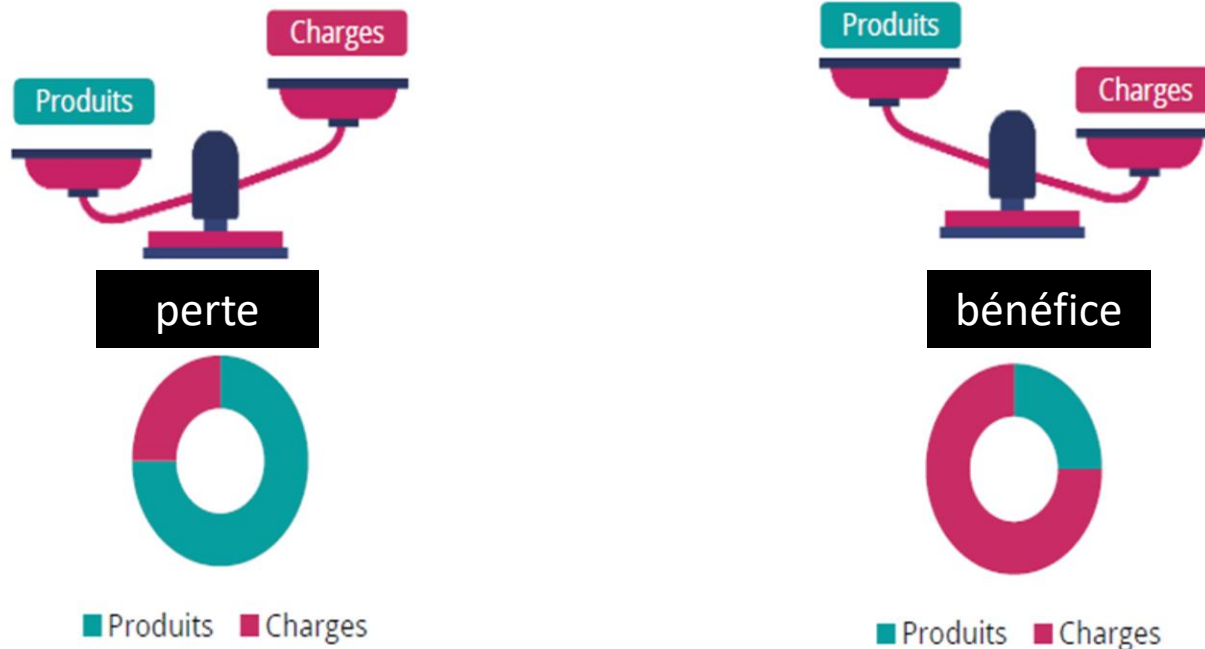 Charges
Produits
perte
Produits Charges
Produits
Charges
bénéfice
Produits Charges